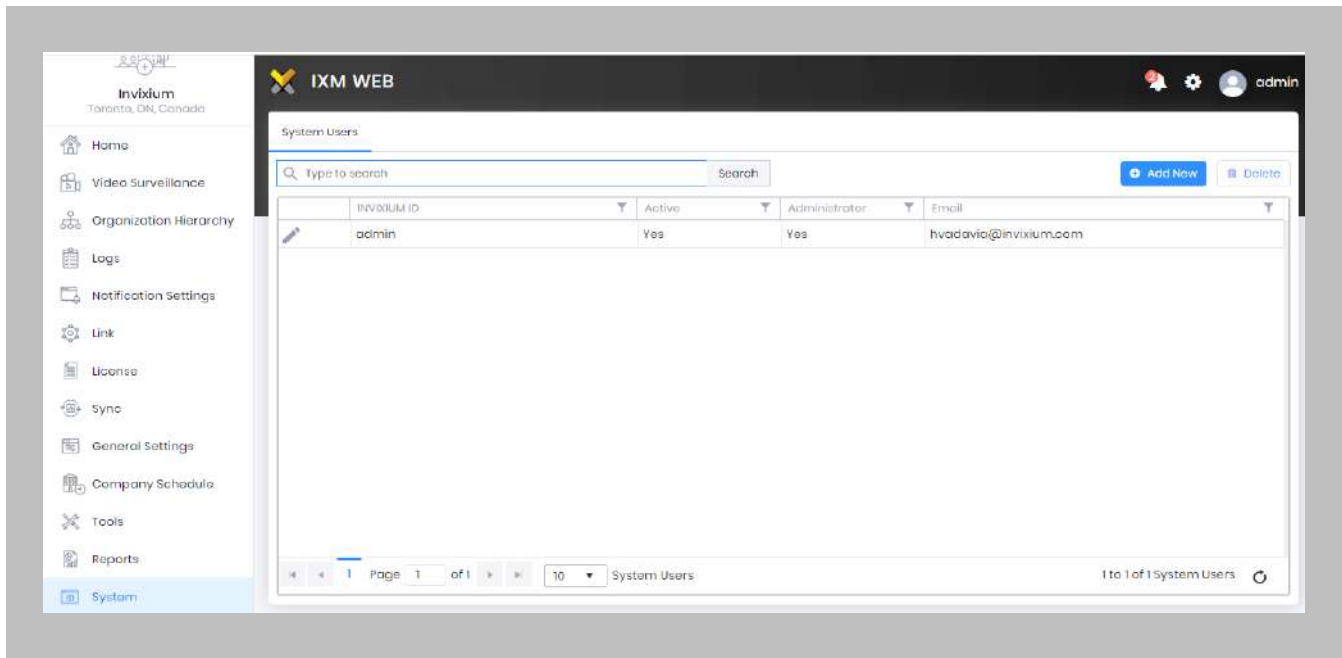 Invixium
Toronto, ON, Canada
Home
Video Surveillance
Organization Hierarchy
Logs
Notification Settings
Link
License
Sync
General Settings
Company Schedule
Tools
Reports
System
IXM WEB
2
admin
System Users
Type to search
Search
Add New
Delete
INVIXIUM ID Active Administrator Email
admin Yes Yes hvadavia@invixium.com
1 Page 1 of 1 10 System Users
1 to 1 of 1 System Users